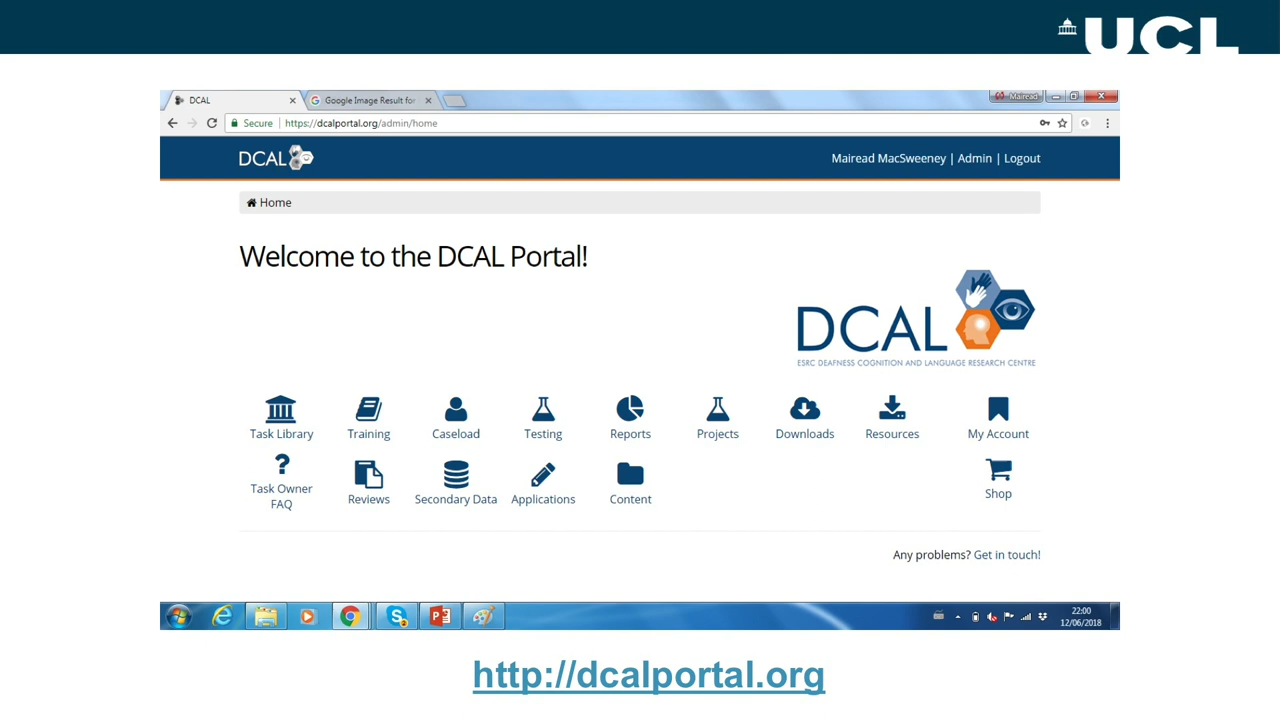 UCL
DCAL
Google Image Result for
Mairead
Secure
https://dcalportal.org/admin/home
DCAL
Mairead MacSweeney | Admin | Logout
Home
Welcome to the DCAL Portal!
DCAL
ESRC DEAFNESS COGNITION AND LANGUAGE RESEARCH CENTRE
Task Library
Training
Caseload
Testing
Reports
Projects
Downloads
Resources
My Account
Task Owner
FAQ
Reviews
Secondary Data
Applications
Content
Shop
Any problems? Get in touch!
22:00
12/06/2018
http://dcalportal.org